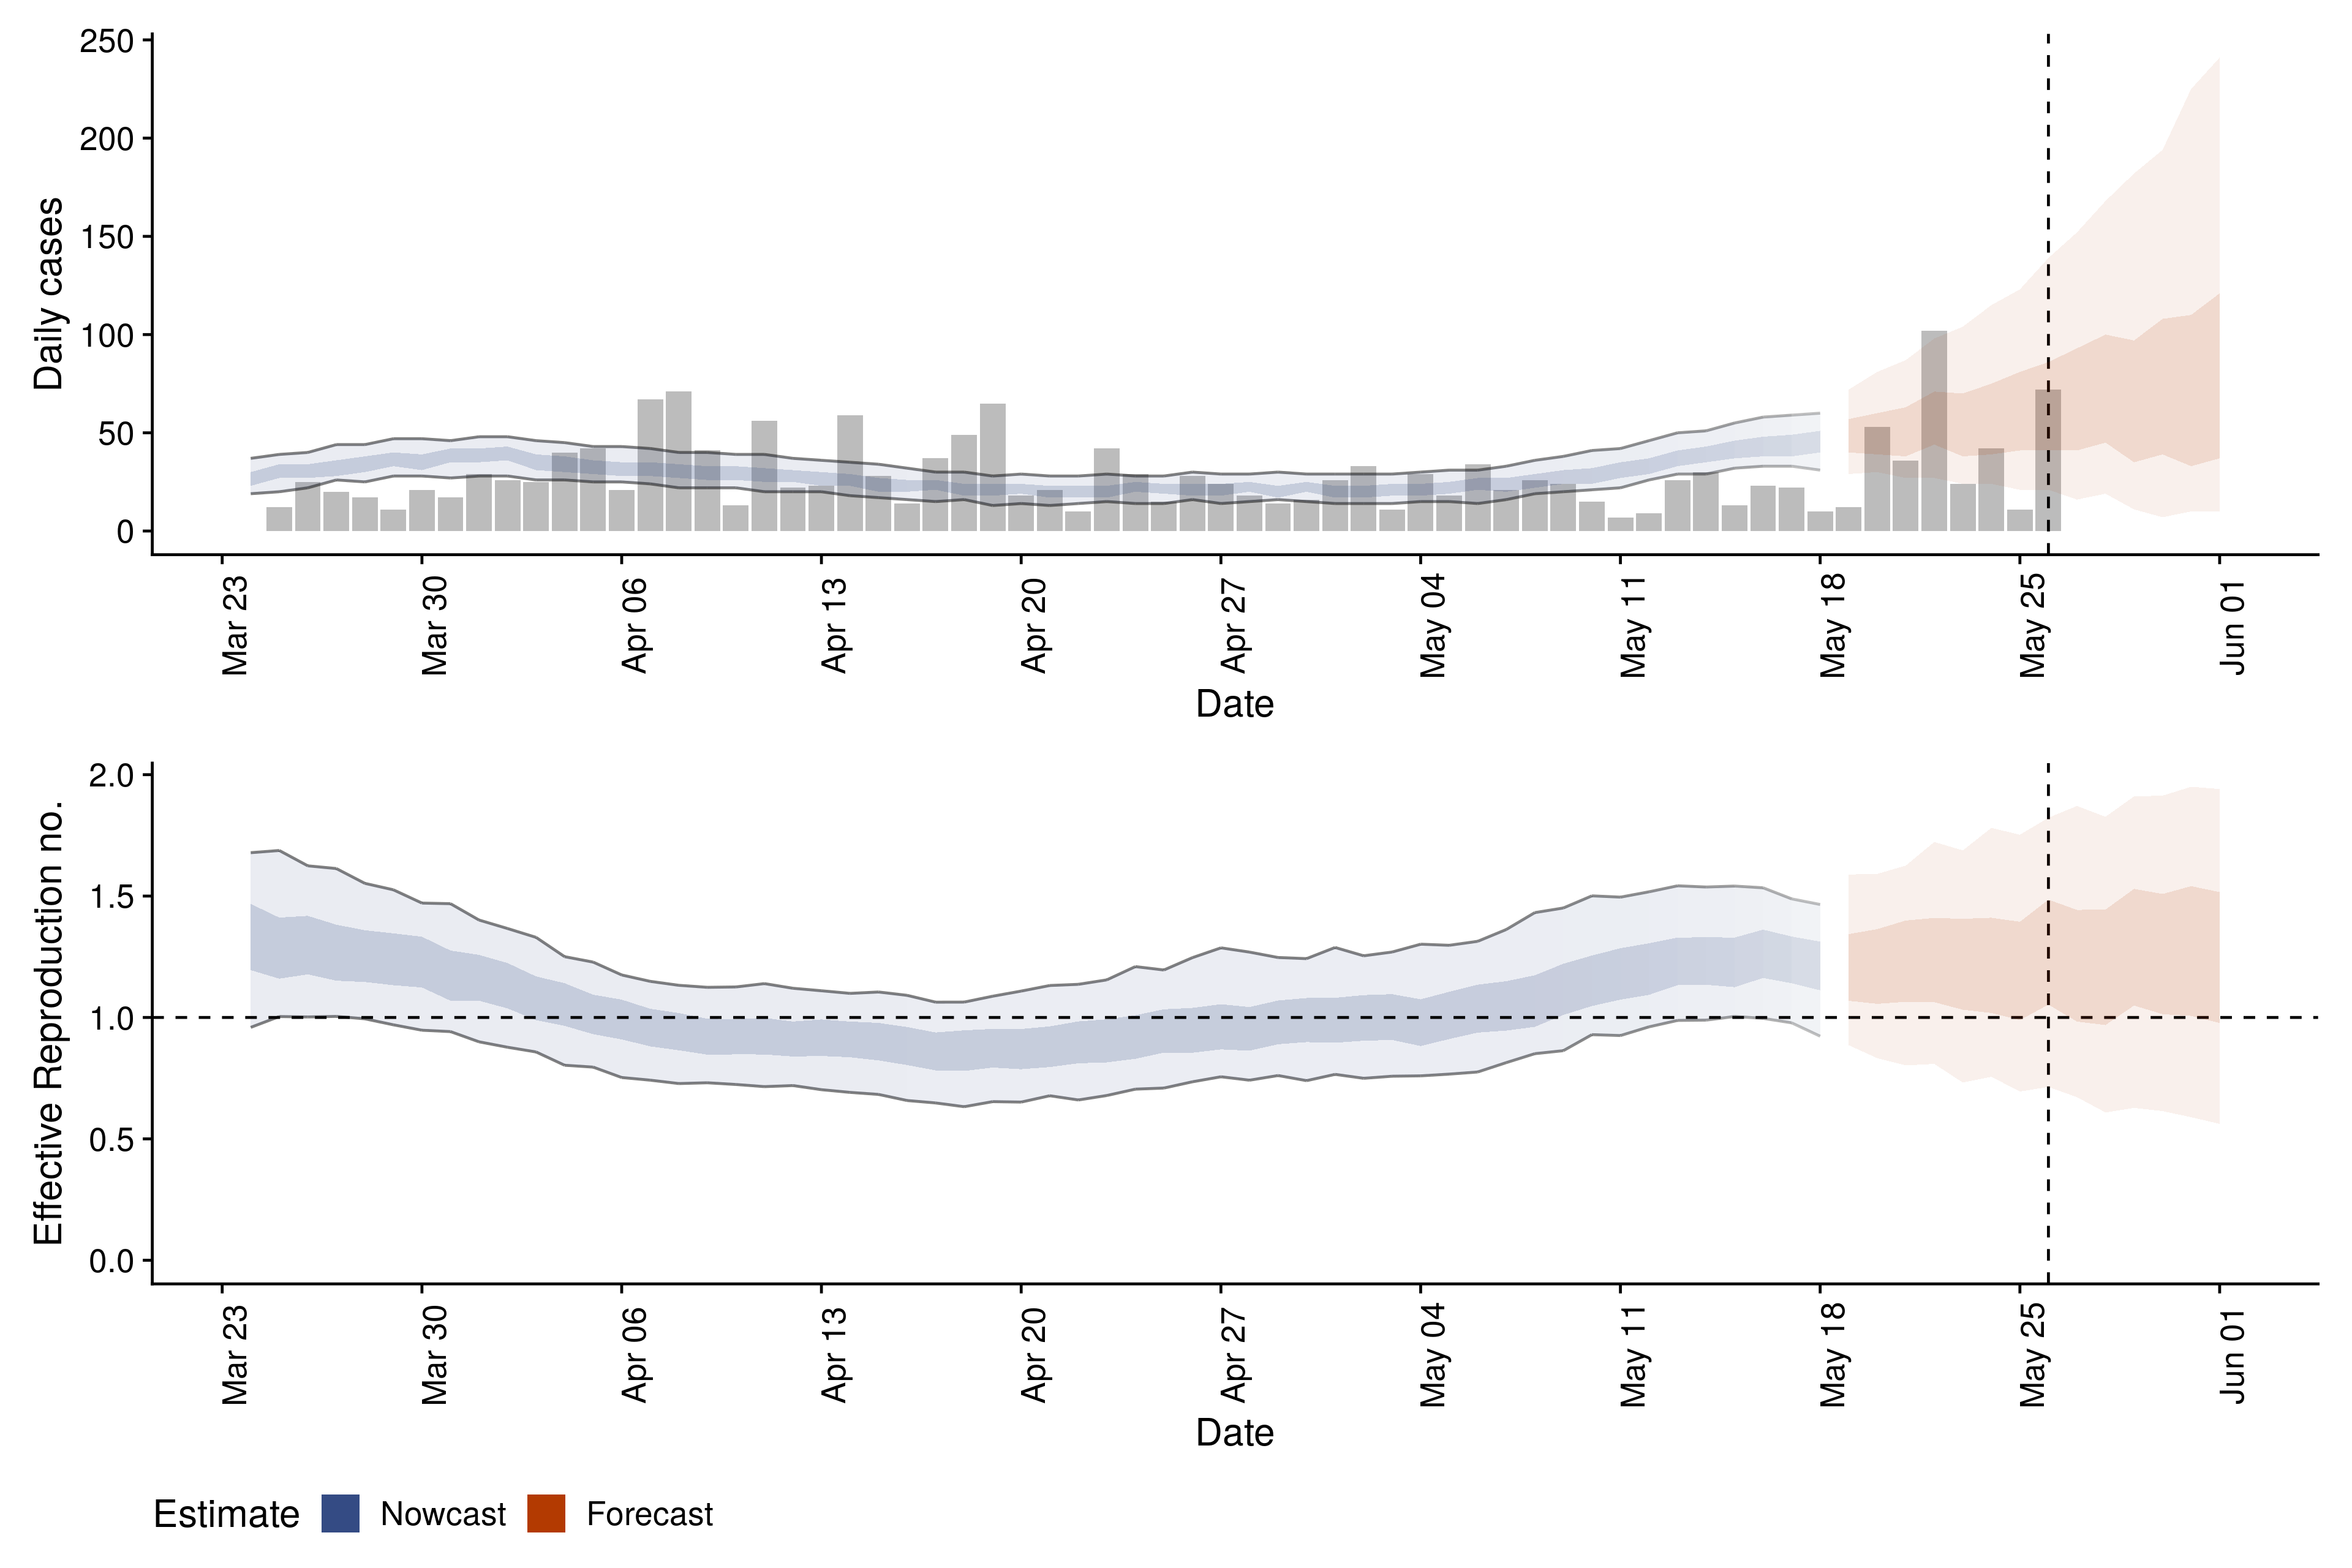 Daily cases
250
200
150
100
50
0
Mar 23
Mar 30
Apr 06
Apr 13
Apr 20
Apr 27
May 04
May 11
May 18
May 25
Jun 01
Date
Effective Reproduction no.
2.0
1.5
1.0
0.5
0.0
Mar 23
Mar 30
Apr 06
Apr 13
Apr 20
Apr 27
May 04
May 11
May 18
May 25
Jun 01
Date
Estimate Nowcast Forecast